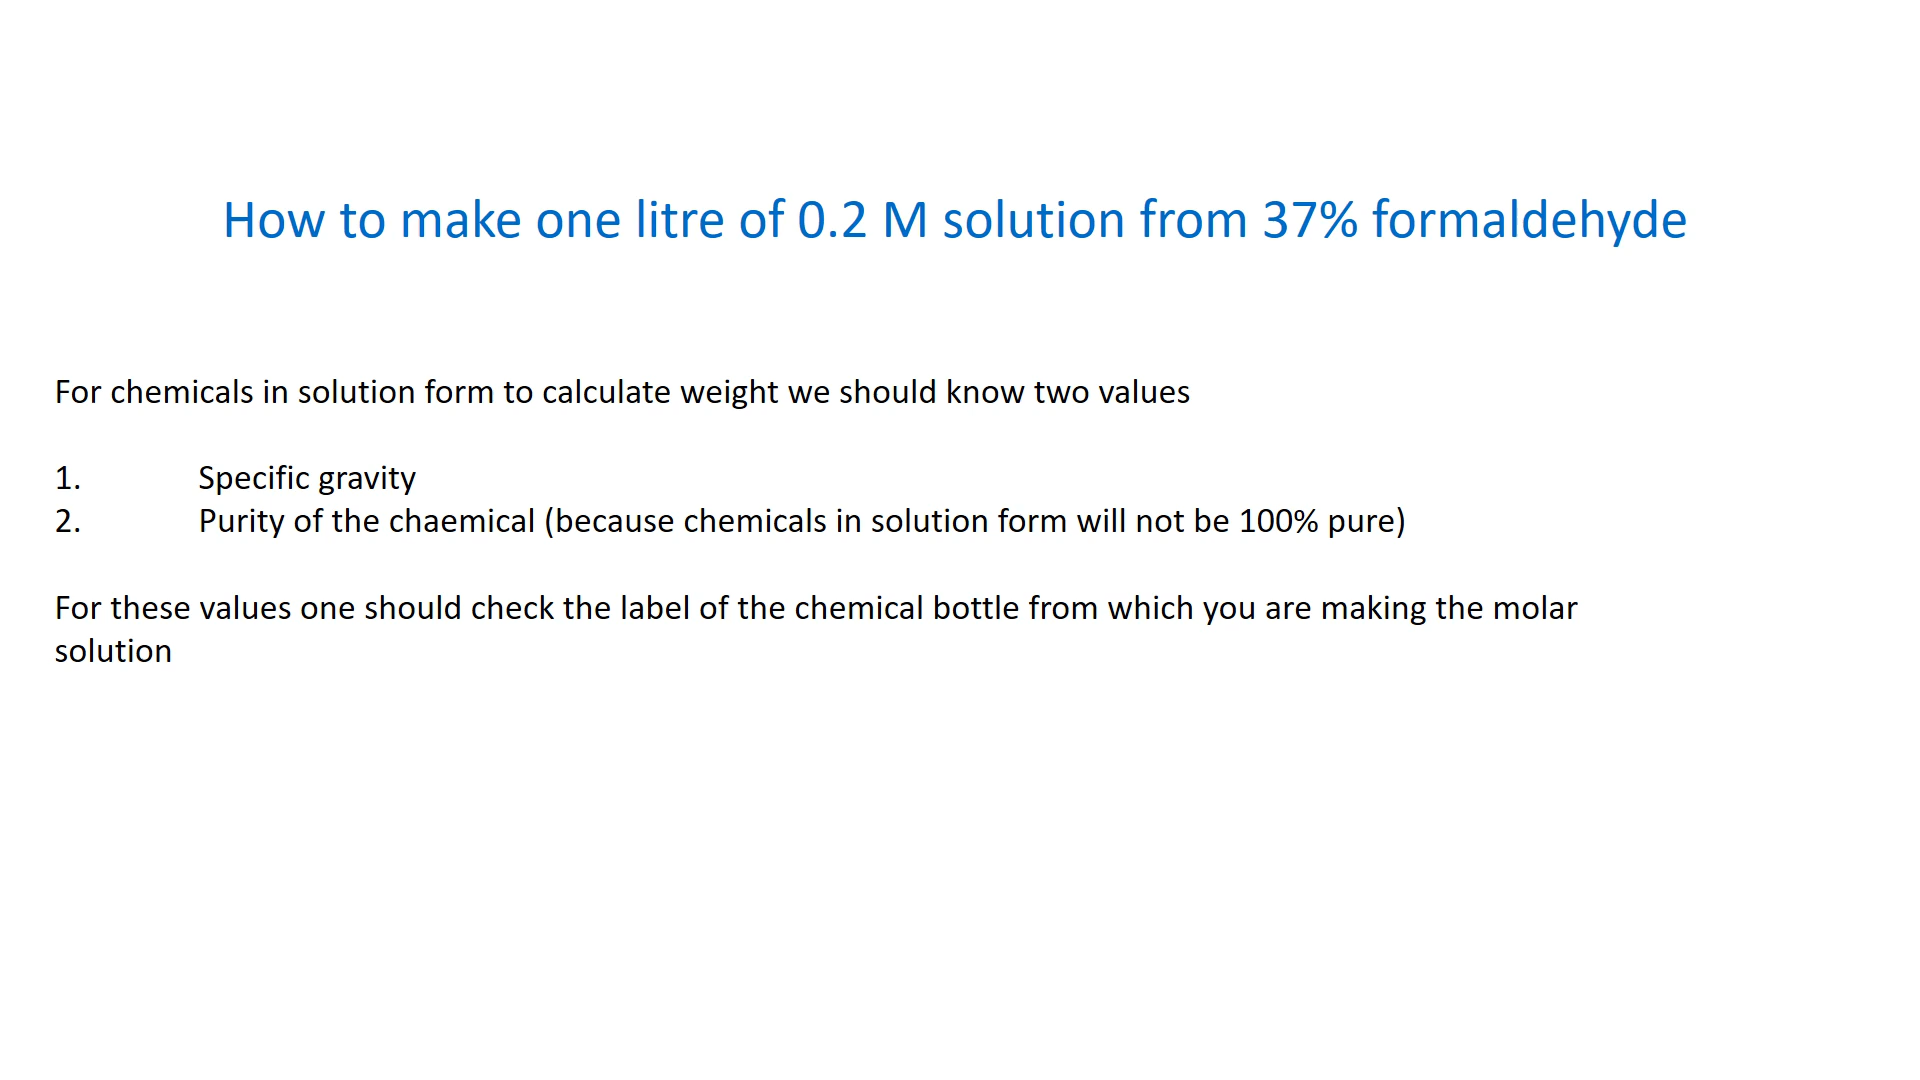 How to make one litre of 0.2 M solution from 37% formaldehyde
For chemicals in solution form to calculate weight we should know two values
1. Specific gravity
2. Purity of the chaemical (because chemicals in solution form will not be 100% pure)
For these values one should check the label of the chemical bottle from which you are making the molar
solution